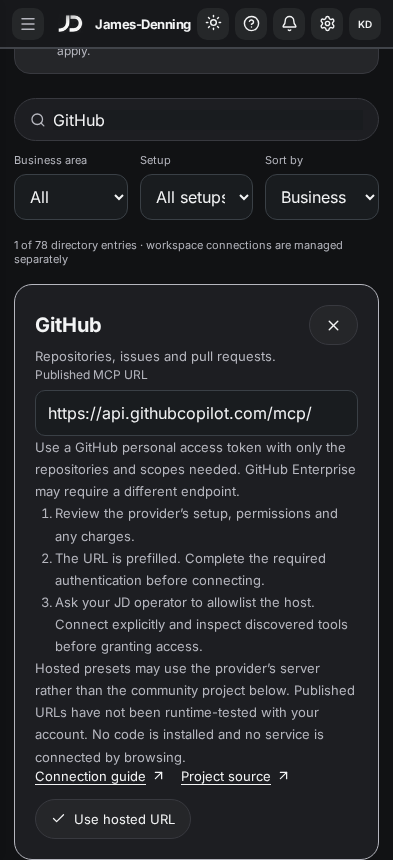 JD James-Denning KD
apply.
GitHub
Business area Setup Sort by
All All setups Business
1 of 78 directory entries · workspace connections are managed
separately
GitHub
Repositories, issues and pull requests.
Published MCP URL
https://api.githubcopilot.com/mcp/
Use a GitHub personal access token with only the
repositories and scopes needed. GitHub Enterprise
may require a different endpoint.
1. Review the provider’s setup, permissions and
any charges.
2. The URL is prefilled. Complete the required
authentication before connecting.
3. Ask your JD operator to allowlist the host.
Connect explicitly and inspect discovered tools
before granting access.
Hosted presets may use the provider’s server
rather than the community project below. Published
URLs have not been runtime-tested with your
account. No code is installed and no service is
connected by browsing.
Connection guide Project source
Use hosted URL